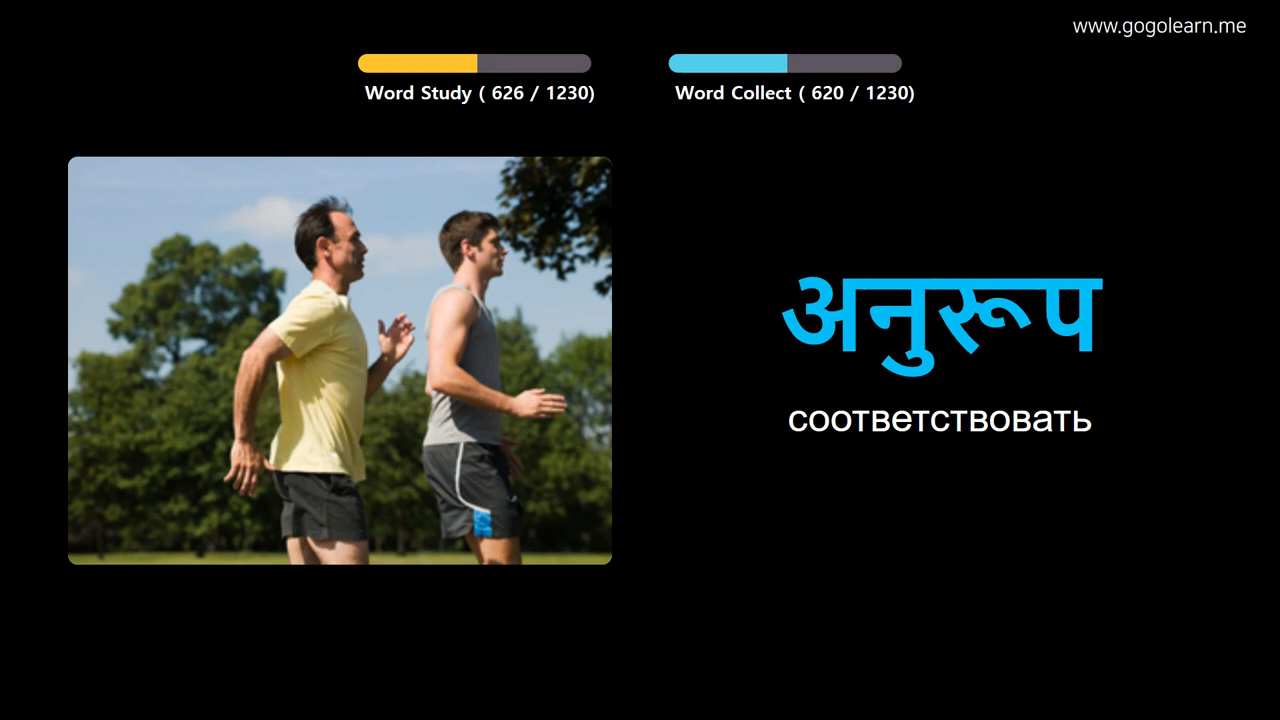 www.gogolearn.me
Word Study ( 626 / 1230)
Word Collect ( 620 / 1230)
अनुरूप
соответствовать